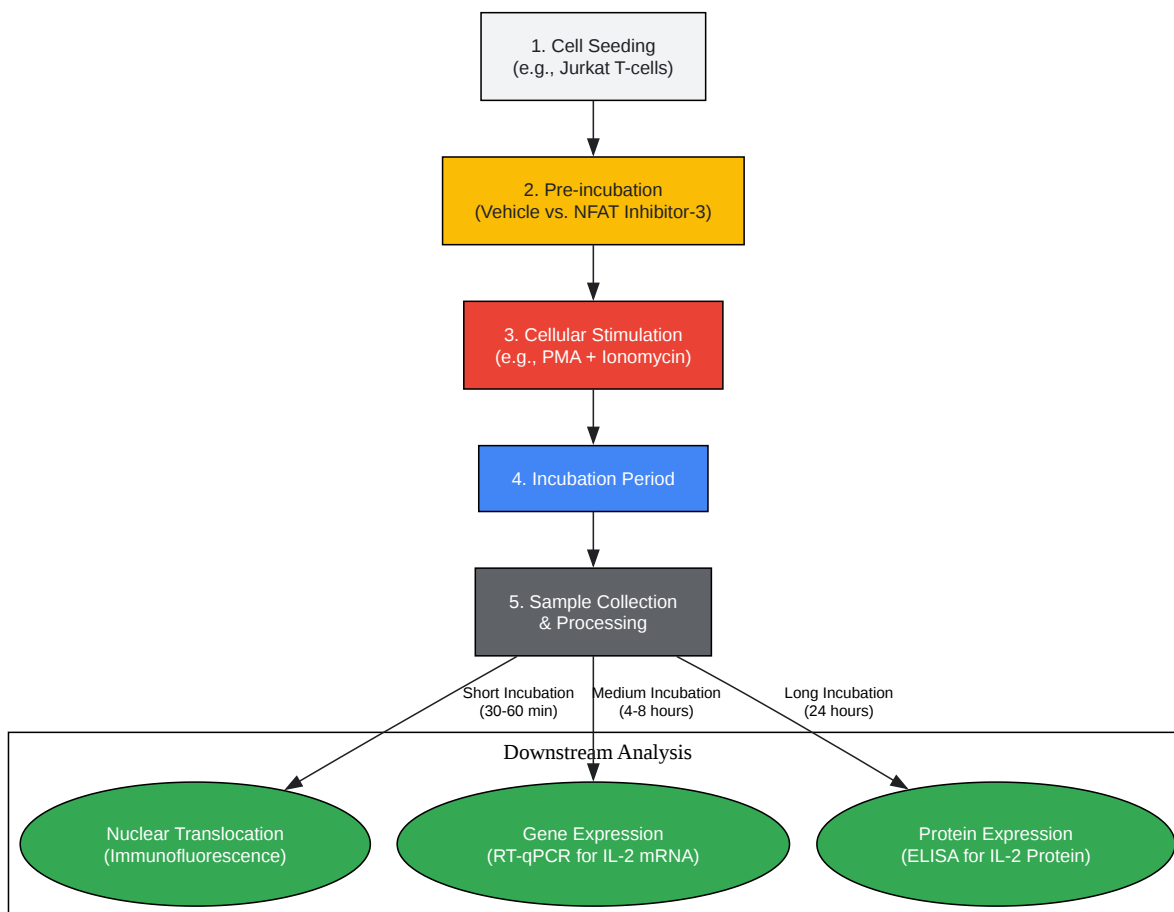 1. Cell Seeding
(e.g., Jurkat T-cells)
2. Pre-incubation
(Vehicle vs. NFAT Inhibitor-3)
3. Cellular Stimulation
(e.g., PMA + Ionomycin)
4. Incubation Period
5. Sample Collection
& Processing
Short Incubation
(30-60 min)
Medium Incubation
(4-8 hours)
Long Incubation
(24 hours)
Downstream Analysis
Nuclear Translocation
(Immunofluorescence)
Gene Expression
(RT-qPCR for IL-2 mRNA)
Protein Expression
(ELISA for IL-2 Protein)